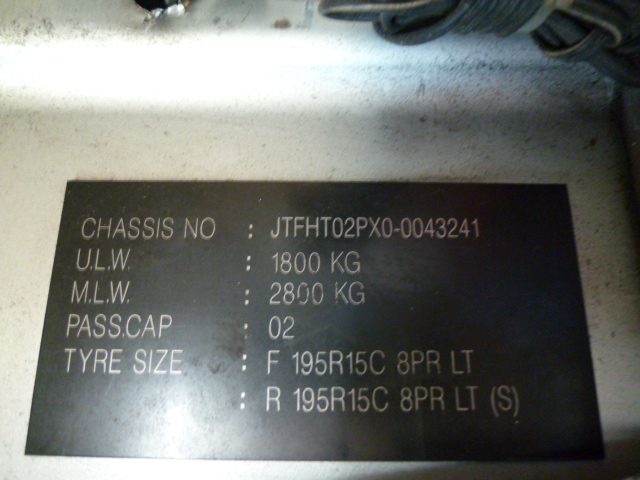 CHASSIS NO : JTFHT02PX0-0043241
U.L.W. : 1800 KG
M.L.W. : 2800 KG
PASS.CAP : 02
TYRE SIZE : F 195R15C 8PR LT
: R 195R15C 8PR LT (S)